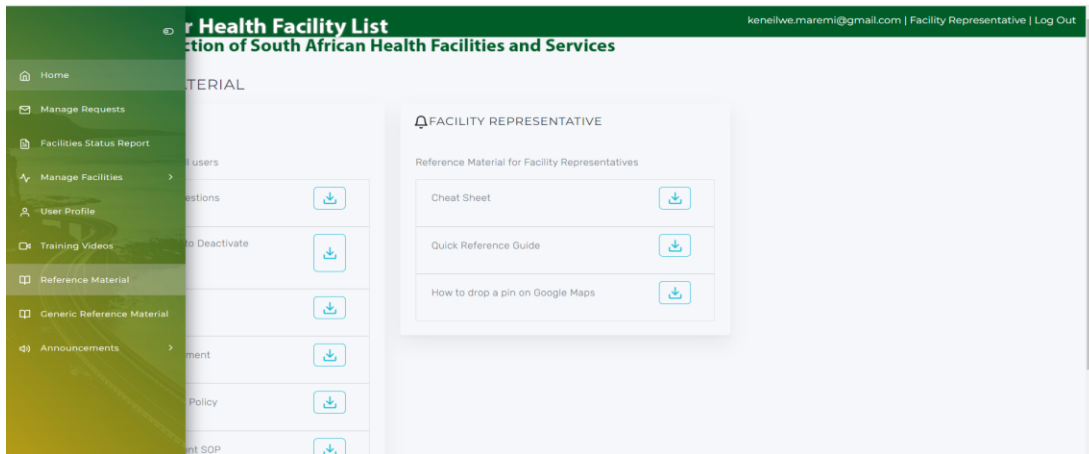 r Health Facility List
keneilwe.maremi@gmail.com | Facility Representative | Log Out
ction of South African Health Facilities and Services
Home
Manage Requests
Facilities Status Report
Manage Facilities
User Profile
Training Videos
Reference Material
Generic Reference Material
Announcements
TERIAL
users
estions
to Deactivate
ment
Policy
ent SOP
FACILITY REPRESENTATIVE
Reference Material for Facility Representatives
Cheat Sheet
Quick Reference Guide
How to drop a pin on Google Maps